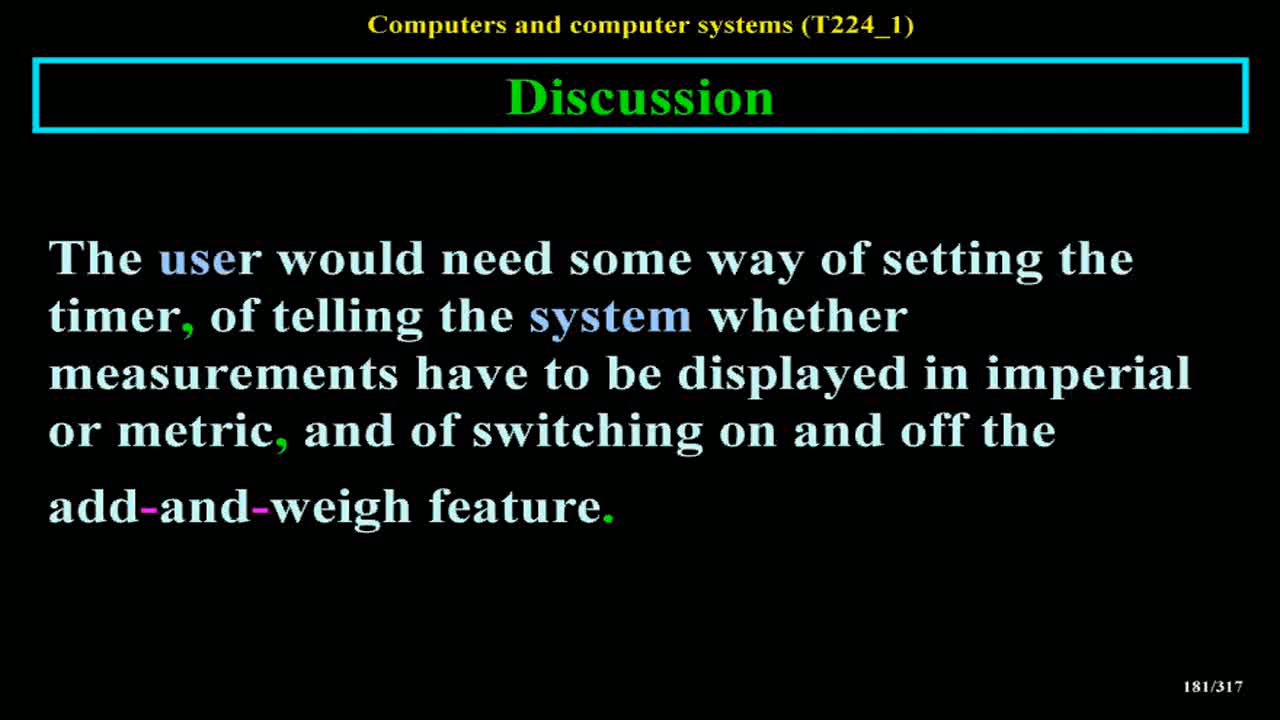 Computers and computer systems (T224_1)
Discussion
The user would need some way of setting the
timer, of telling the system whether
measurements have to be displayed in imperial
or metric, and of switching on and off the
add-and-weigh feature.
181/317